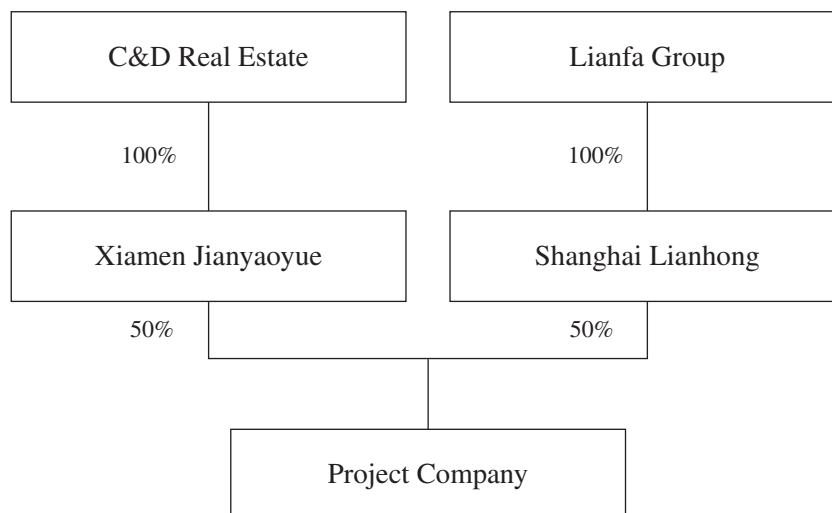 C&D Real Estate
Lianfa Group
100%
100%
Xiamen Jianyaoyue
Shanghai Lianhong
50%
50%
Project Company